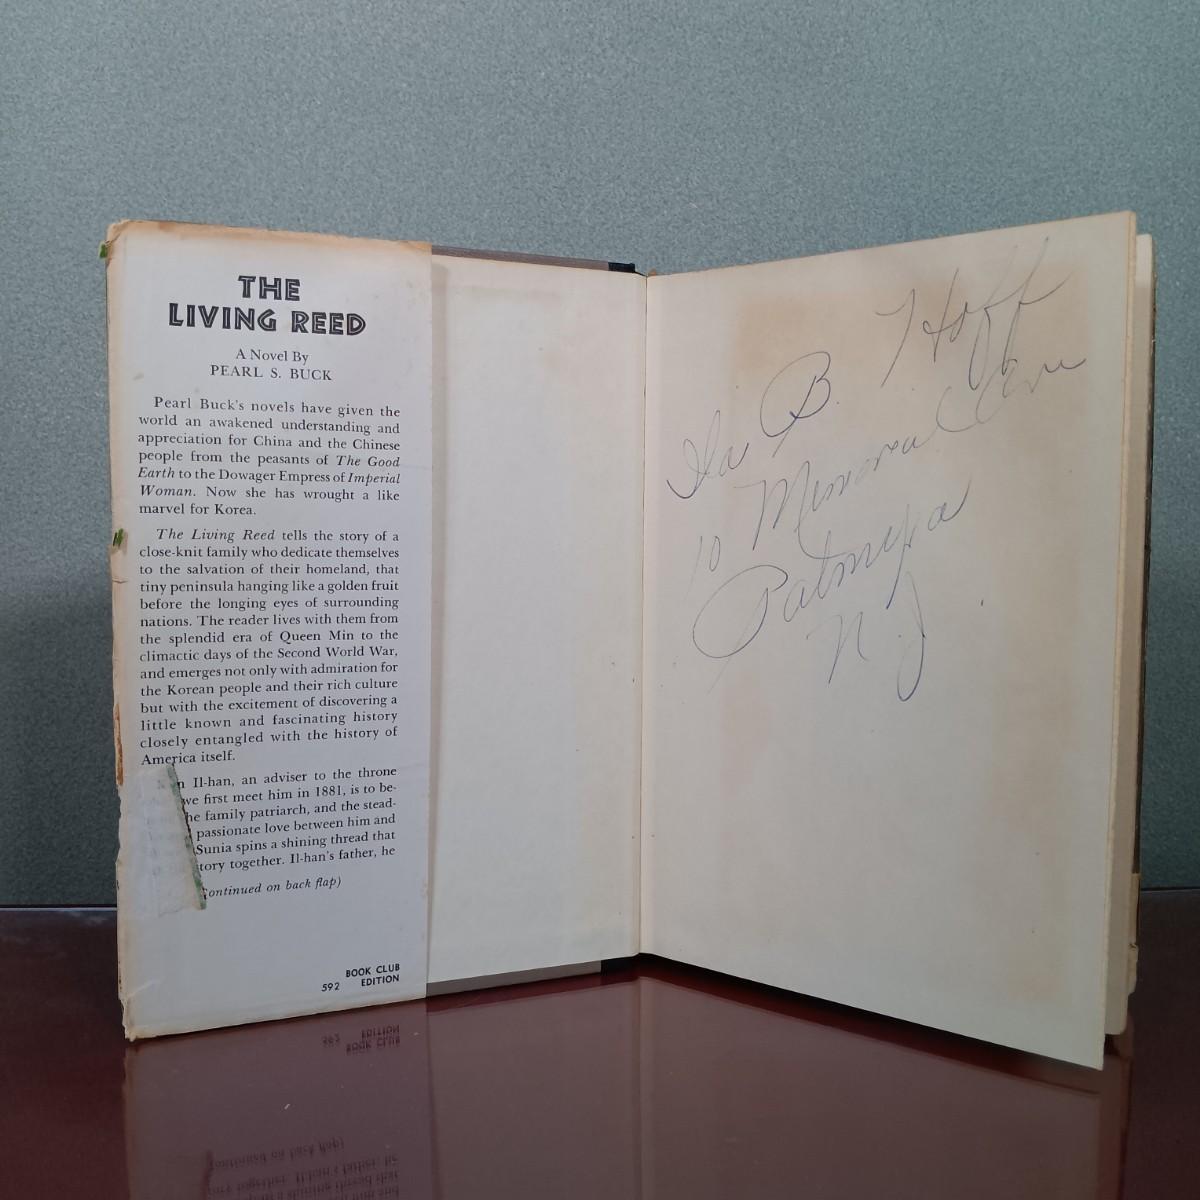 THE
LIVING REED
A Novel By
PEARL S. BUCK
Pearl Buck's novels have given the
world an awakened understanding and
appreciation for China and the Chinese
people from the peasants of The Good
Earth to the Dowager Empress of Imperial
Woman. Now she has wrought a like
marvel for Korea.
The Living Reed tells the story of a
close-knit family who dedicate themselves
to the salvation of their homeland, that
tiny peninsula hanging like a golden fruit
before the longing eyes of surrounding
nations. The reader lives with them from
the splendid era of Queen Min to the
climactic days of the Second World War,
and emerges not only with admiration for
the Korean people and their rich culture
but with the excitement of discovering a
little known and fascinating history
closely entangled with the history of
America itself.
n Il-han, an adviser to the throne
we first meet him in 1881, is to be-
he family patriarch, and the stead-
passionate love between him and
Sunia spins a shining thread that
tory together. Il-han's father, he
Continued on back flap)
BOOK CLUB
592 EDITION
Ida B. Hoff
10 Memorial Ave
Palmyra
N.J